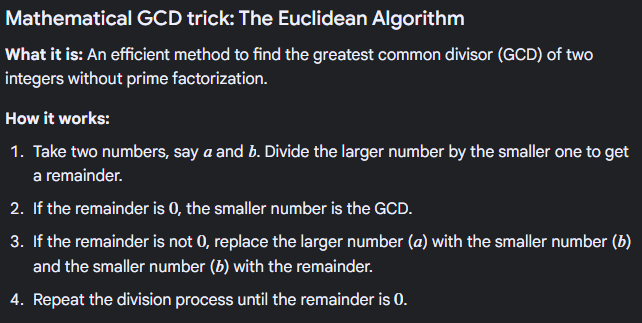 Mathematical GCD trick: The Euclidean Algorithm
What it is: An efficient method to find the greatest common divisor (GCD) of two
integers without prime factorization.
How it works:
1. Take two numbers, say a and b. Divide the larger number by the smaller one to get
a remainder.
2. If the remainder is 0, the smaller number is the GCD.
3. If the remainder is not 0, replace the larger number (a) with the smaller number (b)
and the smaller number (b) with the remainder.
4. Repeat the division process until the remainder is 0.